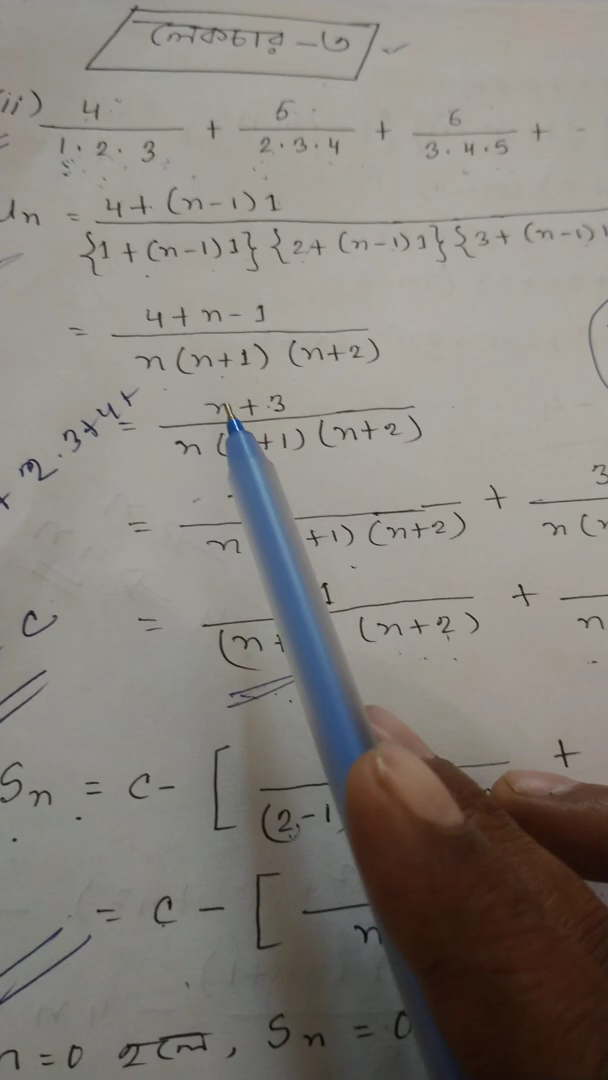 লেকচার -৩
ii) 4/(1·2·3) + 5/(2·3·4) + 6/(3·4·5) + -
Un = (4+(n-1)1)/({1+(n-1)1}{2+(n-1)1}{3+(n-1)1
= (4+n-1)/(n(n+1)(n+2))
= (n+3)/(n( +1)(n+2))
= /(n +1)(n+2) + 3/(n(
C = 1/((n+ (n+2) + /n
Sn = C- [ /(2-1 +
= C - [ /n
n=0 হলে, Sn = 0